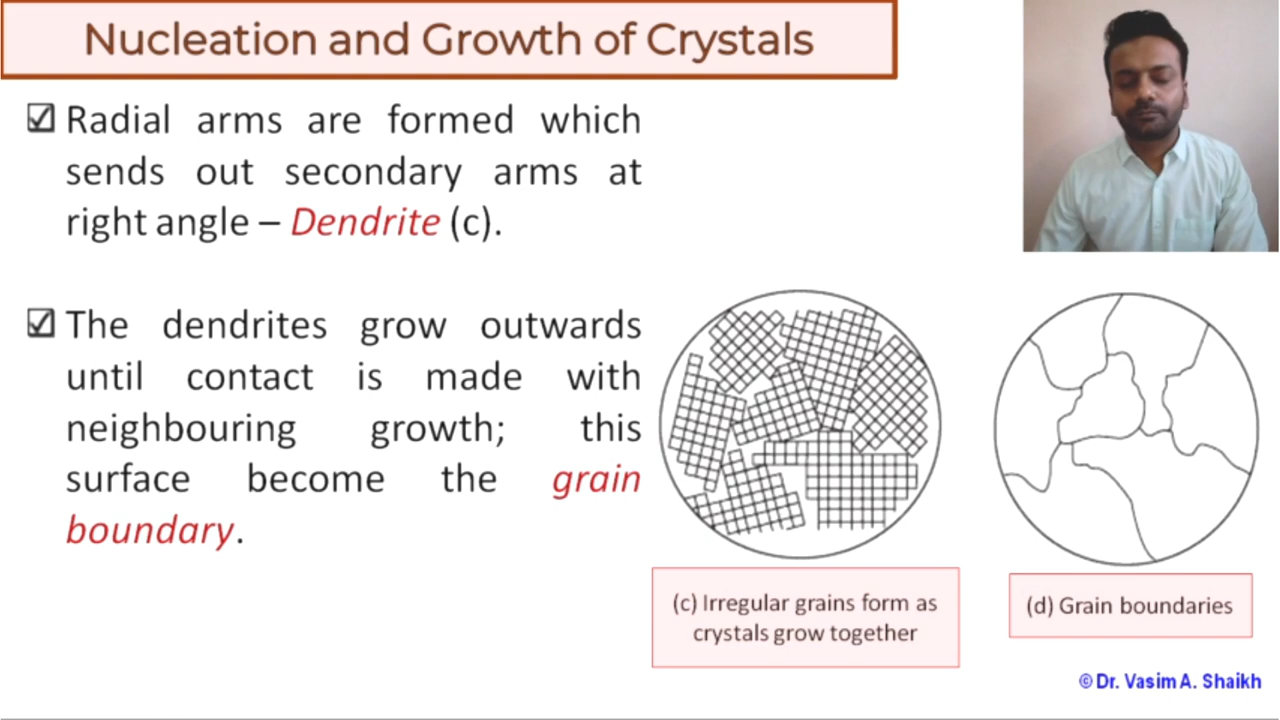 Nucleation and Growth of Crystals
Radial arms are formed which
sends out secondary arms at
right angle – Dendrite (c).
The dendrites grow outwards
until contact is made with
neighbouring growth; this
surface become the grain
boundary.
(c) Irregular grains form as
crystals grow together
(d) Grain boundaries
© Dr. Vasim A. Shaikh